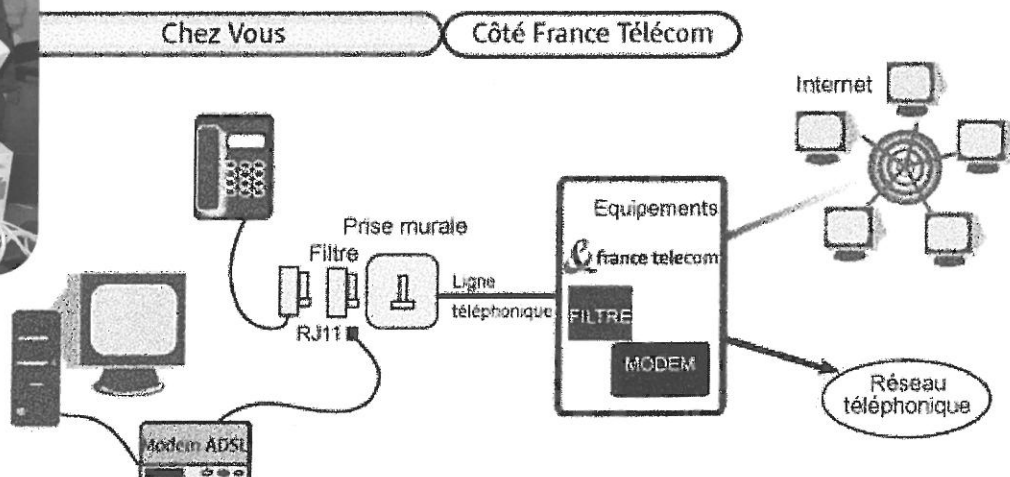 Chez Vous
Côté France Télécom
Internet
Equipements
france telecom
Prise murale
Filtre
Ligne
téléphonique
FILTRE
RJ11
MODEM
Réseau
téléphonique
Modem ADSL